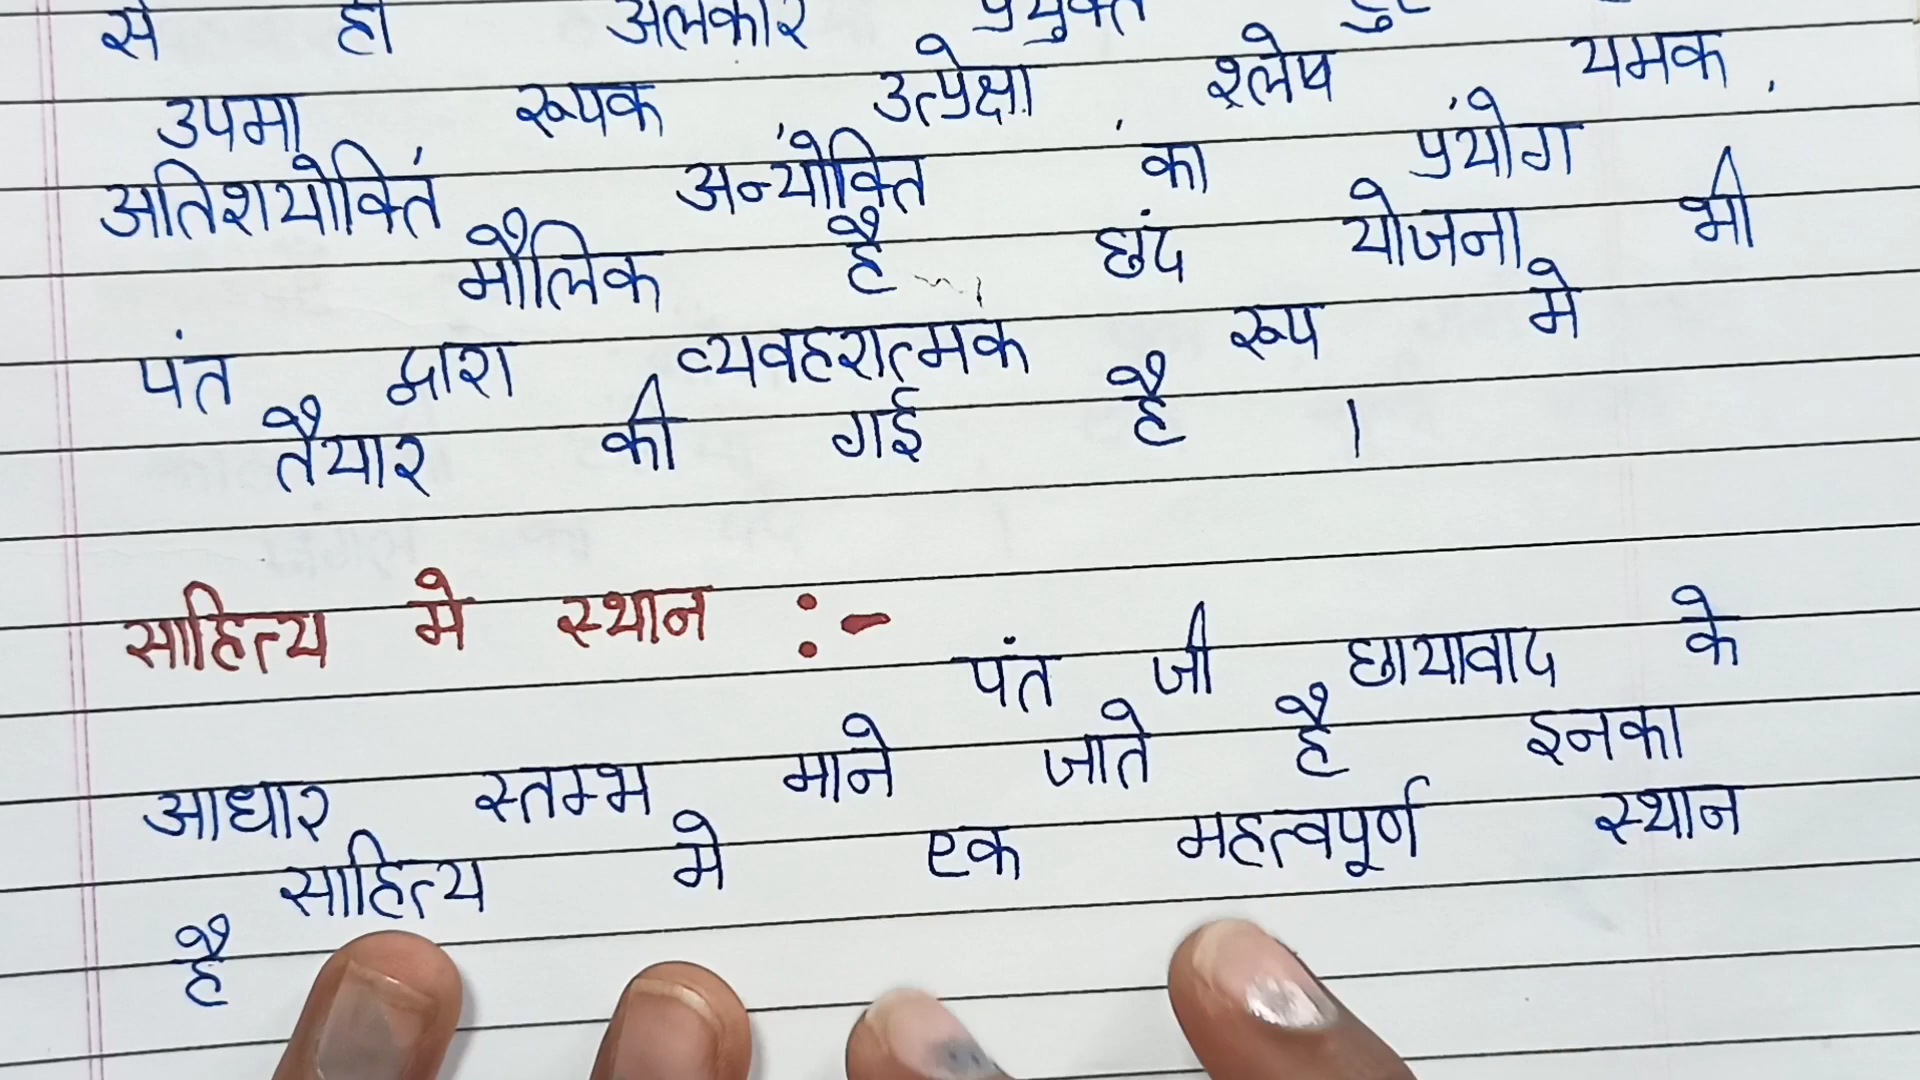 से ही अलंकार प्रयुक्त
उपमा रूपक उत्प्रेक्षा श्लेष यमक,
अतिशयोक्ति अन्योक्ति का प्रयोग
मौलिक है छंद योजना भी
पंत द्वारा व्यवहरात्मक रूप मे
तैयार की गई है ।
साहित्य मे स्थान :-
पंत जी छायावाद के
आधार स्तम्भ माने जाते है इनका
साहित्य मे एक महत्वपूर्ण स्थान
है